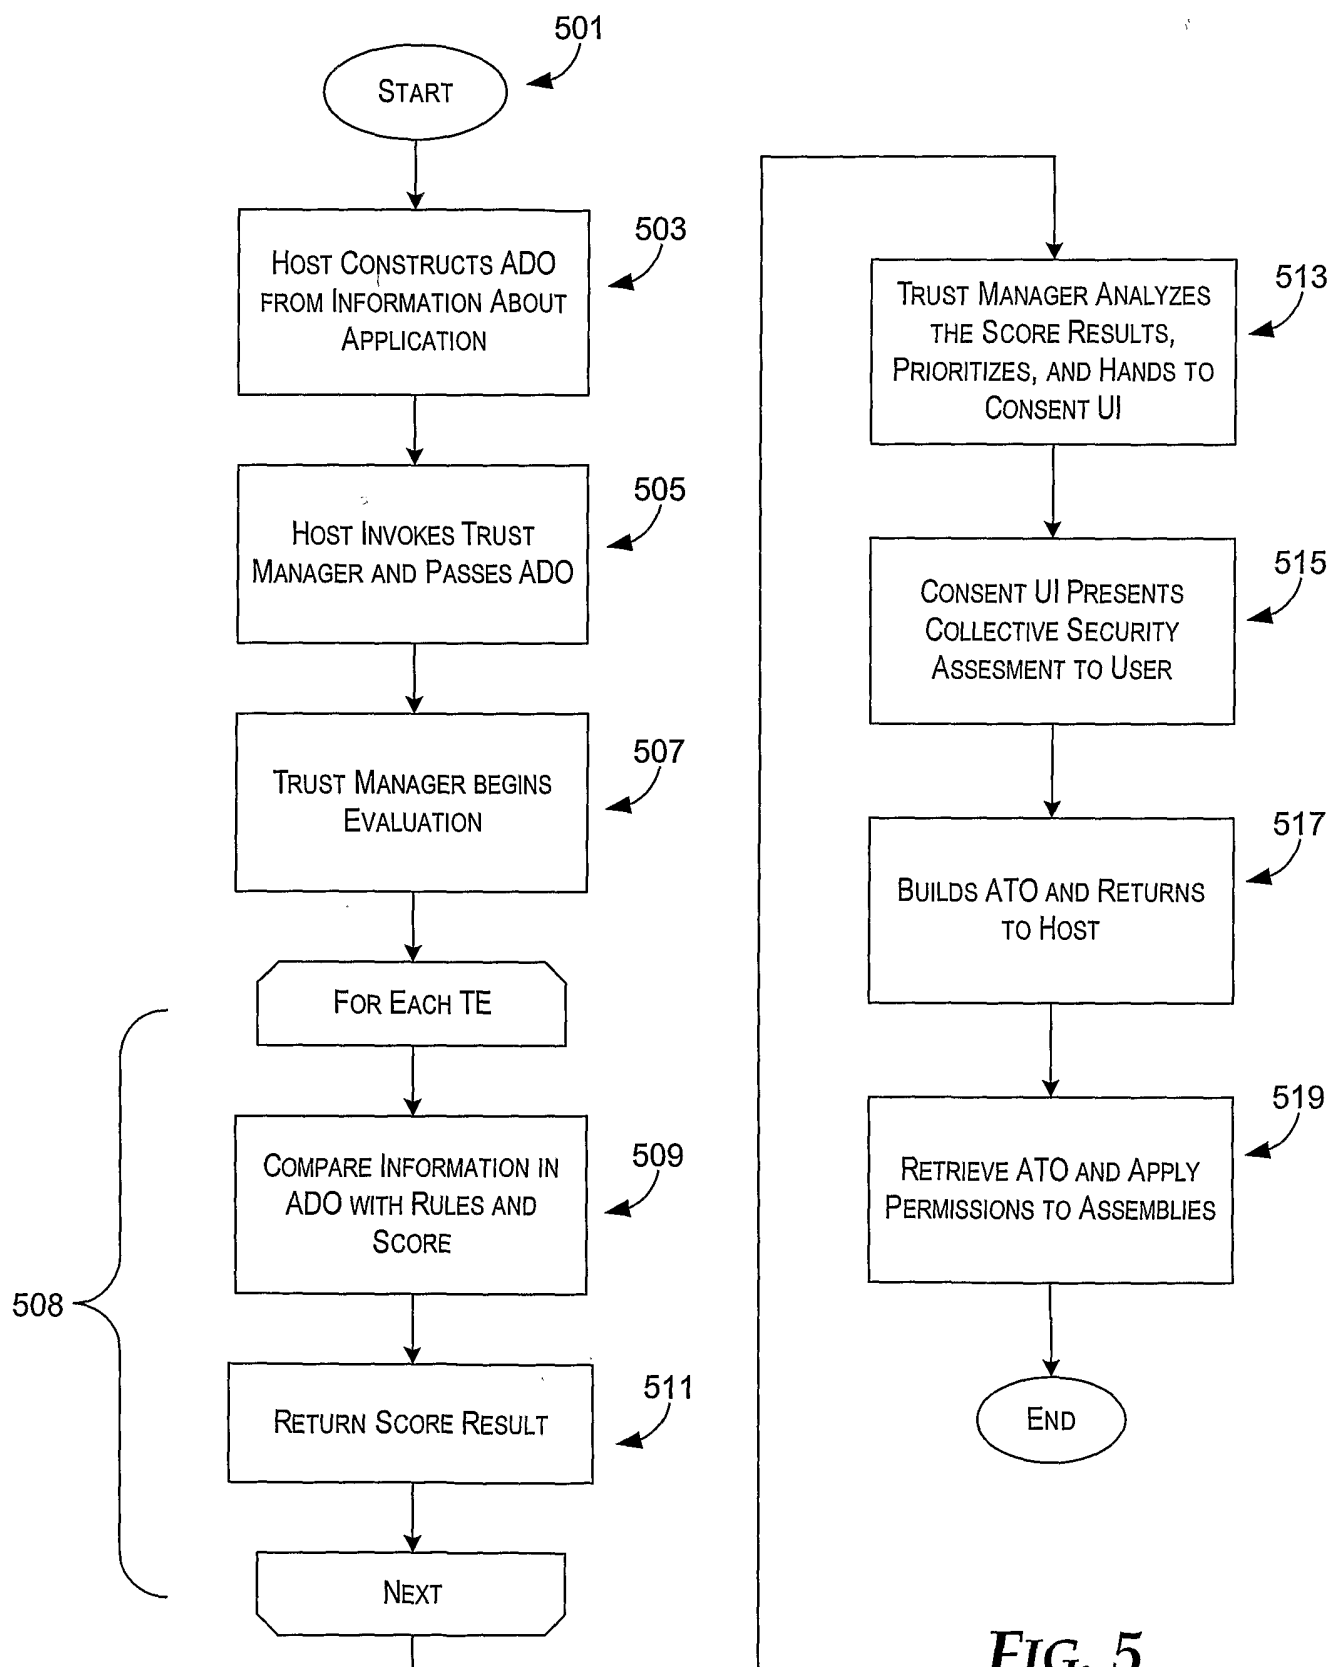 501
START
503
HOST CONSTRUCTS ADO
FROM INFORMATION ABOUT
APPLICATION
505
HOST INVOKES TRUST
MANAGER AND PASSES ADO
507
TRUST MANAGER BEGINS
EVALUATION
FOR EACH TE
508
509
COMPARE INFORMATION IN
ADO WITH RULES AND
SCORE
511
RETURN SCORE RESULT
NEXT
513
TRUST MANAGER ANALYZES
THE SCORE RESULTS,
PRIORITIZES, AND HANDS TO
CONSENT UI
515
CONSENT UI PRESENTS
COLLECTIVE SECURITY
ASSESMENT TO USER
517
BUILDS ATO AND RETURNS
TO HOST
519
RETRIEVE ATO AND APPLY
PERMISSIONS TO ASSEMBLIES
END
FIG. 5